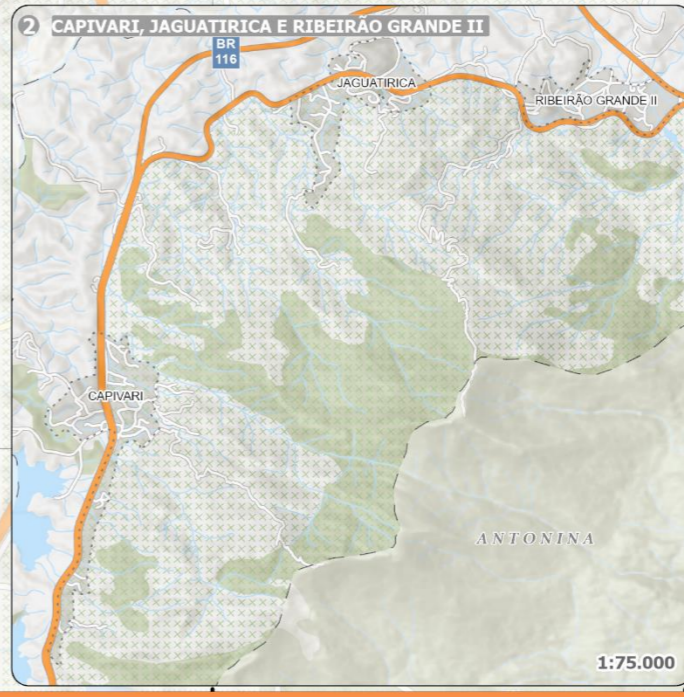 2 CAPIVARI, JAGUATIRICA E RIBEIRÃO GRANDE II
BR
116
JAGUATIRICA
RIBEIRÃO GRANDE II
CAPIVARI
ANTONINA
1:75.000